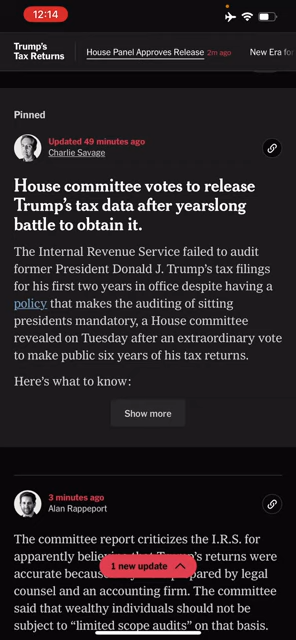 12:14
Trump's
Tax Returns
House Panel Approves Release 2m ago
New Era fo
Pinned
Updated 49 minutes ago
Charlie Savage
House committee votes to release
Trump's tax data after yearslong
battle to obtain it.
The Internal Revenue Service failed to audit
former President Donald J. Trump's tax filings
for his first two years in office despite having a
policy that makes the auditing of sitting
presidents mandatory, a House committee
revealed on Tuesday after an extraordinary vote
to make public six years of his tax returns.
Here's what to know:
Show more
3 minutes ago
Alan Rappeport
The committee report criticizes the I.R.S. for
apparently Trump's returns were
accurate prepared by legal
1 new update
counsel and an accounting firm. The committee
said that wealthy individuals should not be
subject to "limited scope audits" on that basis.